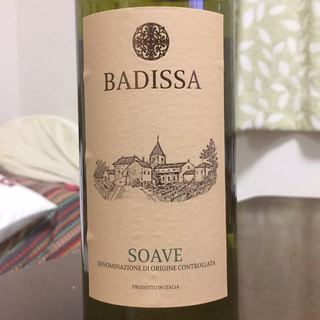 BADISSA
SOAVE
DENOMINAZIONE DI ORIGINE CONTROLLATA
PRODOTTO IN ITALIA